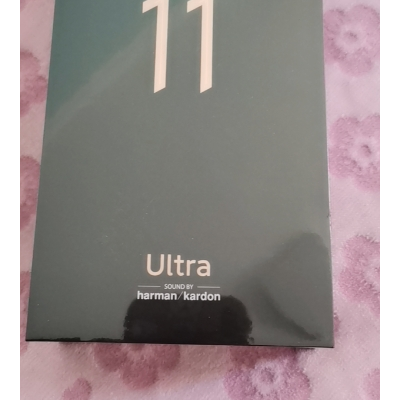 11
Ultra
SOUND BY
harman/kardon